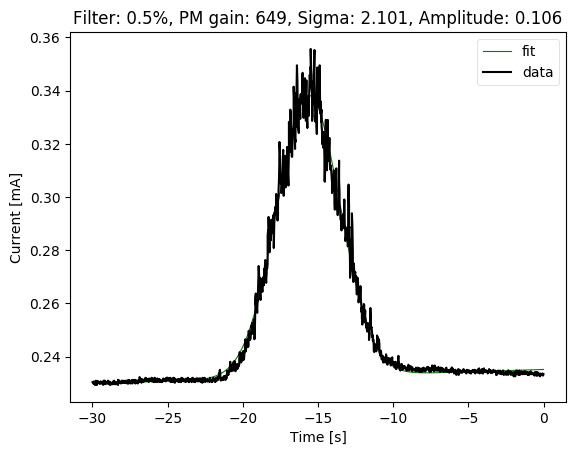 Filter: 0.5%, PM gain: 649, Sigma: 2.101, Amplitude: 0.106
fit
data
0.36
0.34
0.32
0.30
0.28
0.26
0.24
Current [mA]
−30
−25
−20
−15
−10
−5
0
Time [s]